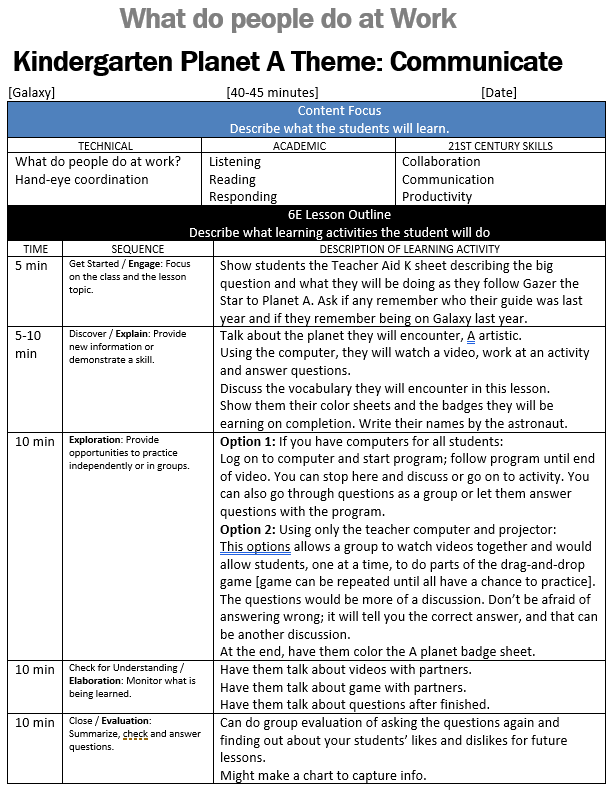 What do people do at Work
Kindergarten Planet A Theme: Communicate
[Galaxy] [40-45 minutes] [Date]
Content Focus
Describe what the students will learn.
TECHNICAL ACADEMIC 21ST CENTURY SKILLS
What do people do at work? Listening Collaboration
Hand-eye coordination Reading Communication
Responding Productivity
6E Lesson Outline
Describe what learning activities the student will do
TIME SEQUENCE DESCRIPTION OF LEARNING ACTIVITY
5 min
Get Started / Engage: Focus
on the class and the lesson
topic.
Show students the Teacher Aid K sheet describing the big
question and what they will be doing as they follow Gazer the
Star to Planet A. Ask if any remember who their guide was last
year and if they remember being on Galaxy last year.
5-10
min
Discover / Explain: Provide
new information or
demonstrate a skill.
Talk about the planet they will encounter, A artistic.
Using the computer, they will watch a video, work at an activity
and answer questions.
Discuss the vocabulary they will encounter in this lesson.
Show them their color sheets and the badges they will be
earning on completion. Write their names by the astronaut.
10 min
Exploration: Provide
opportunities to practice
independently or in groups.
Option 1: If you have computers for all students:
Log on to computer and start program; follow program until end
of video. You can stop here and discuss or go on to activity. You
can also go through questions as a group or let them answer
questions with the program.
Option 2: Using only the teacher computer and projector:
This options allows a group to watch videos together and would
allow students, one at a time, to do parts of the drag-and-drop
game [game can be repeated until all have a chance to practice].
The questions would be more of a discussion. Don't be afraid of
answering wrong; it will tell you the correct answer, and that can
be another discussion.
At the end, have them color the A planet badge sheet.
10 min
Check for Understanding /
Elaboration: Monitor what is
being learned.
Have them talk about videos with partners.
Have them talk about game with partners.
Have them talk about questions after finished.
10 min
Close / Evaluation:
Summarize, check and answer
questions.
Can do group evaluation of asking the questions again and
finding out about your students' likes and dislikes for future
lessons.
Might make a chart to capture info.